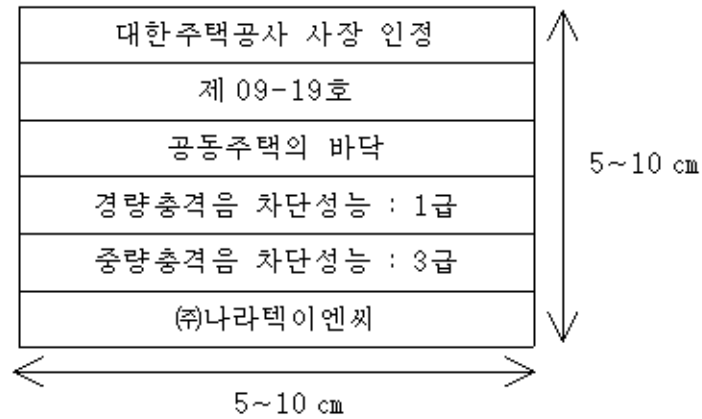 대한주택공사 사장 인정
제 09-19호
공동주택의 바닥
경량충격음 차단성능 : 1급
중량충격음 차단성능 : 3급
㈜나라텍이엔씨
5~10 ㎝
5~10 ㎝